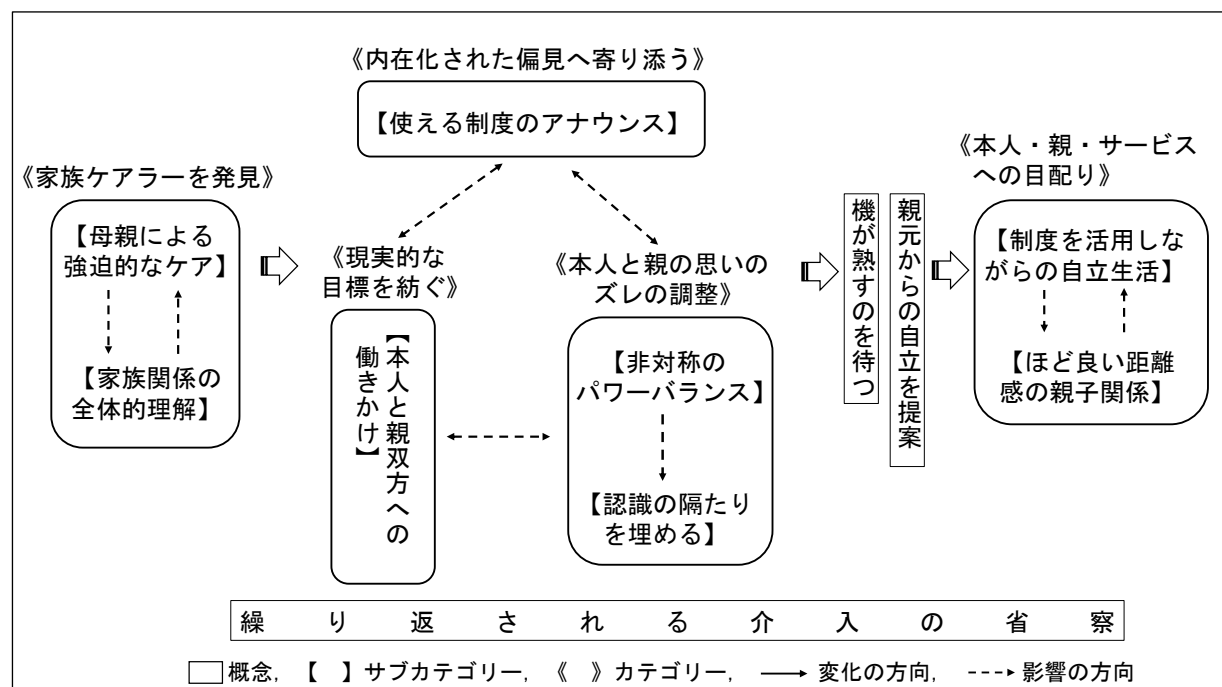 《内在化された偏見へ寄り添う》
【使える制度のアナウンス】
《家族ケアラーを発見》
【母親による
強迫的なケア】
【家族関係の
全体的理解】
《現実的な
目標を紡ぐ》
【本人と親双方への
働きかけ】
《本人と親の思いの
ズレの調整》
【非対称の
パワーバランス】
【認識の隔たり
を埋める】
機が熟すのを待つ
親元からの自立を提案
《本人・親・サービス
への目配り》
【制度を活用しな
がらの自立生活】
【ほど良い距離
感の親子関係】
繰り返される介入の省察
概念, 【 】サブカテゴリー, 《 》カテゴリー, 変化の方向, 影響の方向